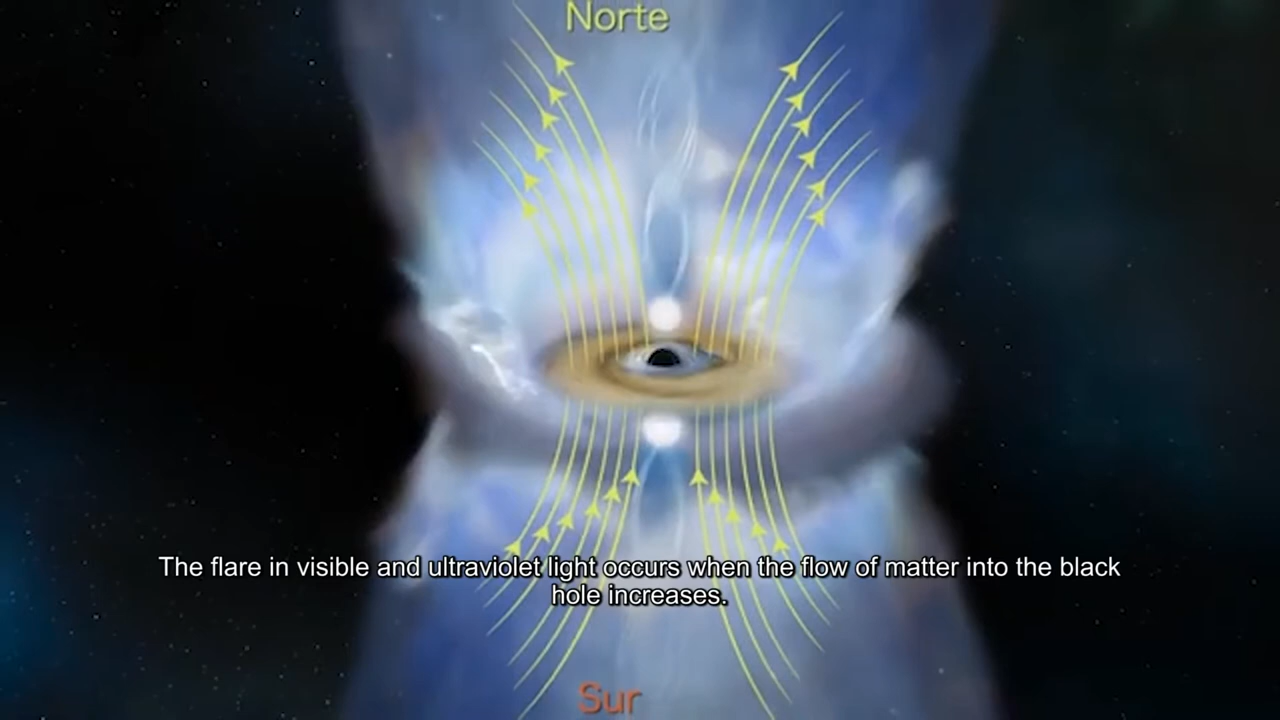 Norte
The flare in visible and ultraviolet light occurs when the flow of matter into the black
hole increases.
Sur